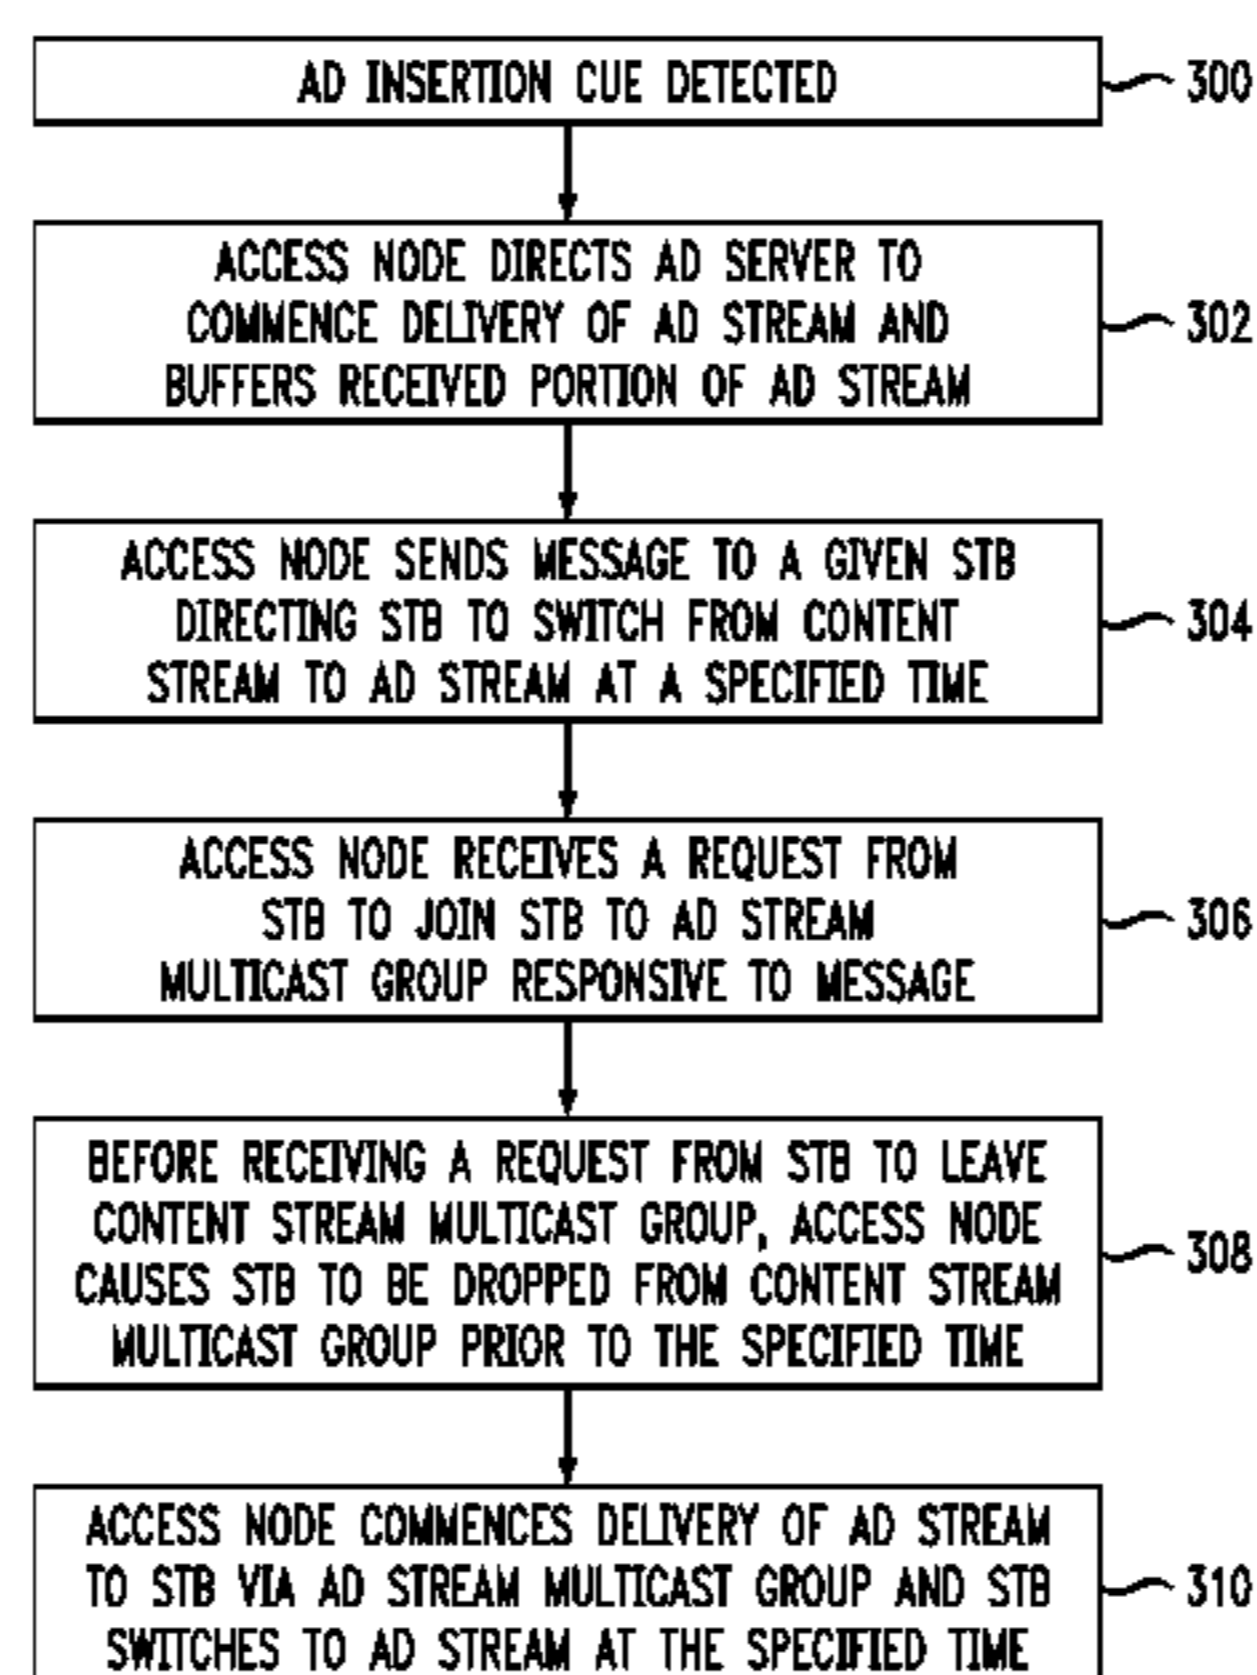 AD INSERTION CUE DETECTED
300
ACCESS NODE DIRECTS AD SERVER TO
COMMENCE DELIVERY OF AD STREAM AND
BUFFERS RECEIVED PORTION OF AD STREAM
302
ACCESS NODE SENDS MESSAGE TO A GIVEN STB
DIRECTING STB TO SWITCH FROM CONTENT
STREAM TO AD STREAM AT A SPECIFIED TIME
304
ACCESS NODE RECEIVES A REQUEST FROM
STB TO JOIN STB TO AD STREAM
MULTICAST GROUP RESPONSIVE TO MESSAGE
306
BEFORE RECEIVING A REQUEST FROM STB TO LEAVE
CONTENT STREAM MULTICAST GROUP, ACCESS NODE
CAUSES STB TO BE DROPPED FROM CONTENT STREAM
MULTICAST GROUP PRIOR TO THE SPECIFIED TIME
308
ACCESS NODE COMMENCES DELIVERY OF AD STREAM
TO STB VIA AD STREAM MULTICAST GROUP AND STB
SWITCHES TO AD STREAM AT THE SPECIFIED TIME
310